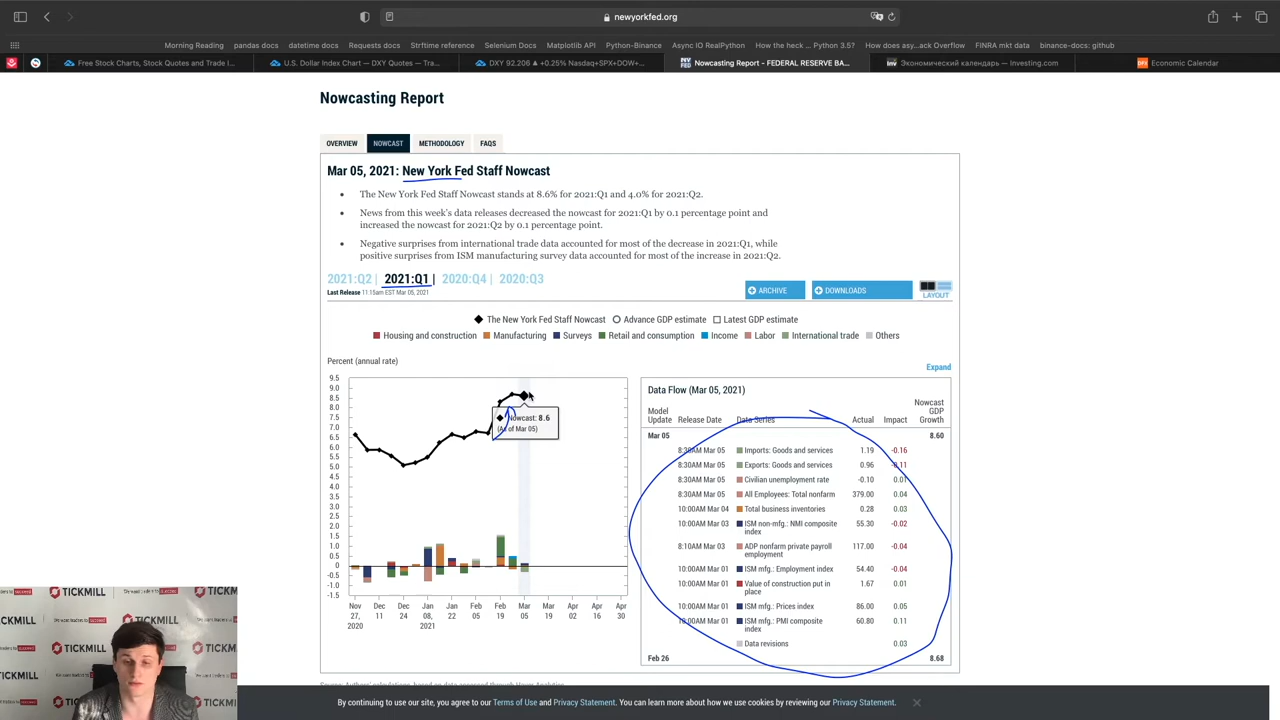 newyorkfed.org
Morning Reading pandas docs datetime docs Requests docs Strftime reference Selenium Docs Matplotlib API Python-Binance Async IO RealPython How the heck ... Python 3.5? How does asy...ack Overflow FINRA mkt data binance-docs: github
Free Stock Charts, Stock Quotes and Trade I... U.S. Dollar Index Chart — DXY Quotes — Tra... DXY 92.206 ▲ +0.25% Nasdaq+SPX+DOW+... Nowcasting Report - FEDERAL RESERVE BA... Экономический календарь — Investing.com Economic Calendar
Nowcasting Report
OVERVIEW NOWCAST METHODOLOGY FAQS
Mar 05, 2021: New York Fed Staff Nowcast
• The New York Fed Staff Nowcast stands at 8.6% for 2021:Q1 and 4.0% for 2021:Q2.
• News from this week's data releases decreased the nowcast for 2021:Q1 by 0.1 percentage point and
increased the nowcast for 2021:Q2 by 0.1 percentage point.
• Negative surprises from international trade data accounted for most of the decrease in 2021:Q1, while
positive surprises from ISM manufacturing survey data accounted for most of the increase in 2021:Q2.
2021:Q2 | 2021:Q1 | 2020:Q4 | 2020:Q3
Last Release 11:15am EST Mar 05, 2021
ARCHIVE DOWNLOADS LAYOUT
The New York Fed Staff Nowcast Advance GDP estimate Latest GDP estimate
Housing and construction Manufacturing Surveys Retail and consumption Income Labor International trade Others
Percent (annual rate)
Expand
9.5
9.0
8.5
8.0
7.5
7.0
6.5
6.0
5.5
5.0
4.5
4.0
3.5
3.0
2.5
2.0
1.5
1.0
0.5
0
-0.5
-1.0
-1.5
Nowcast: 8.6
(As of Mar 05)
Nov 27, 2020 Dec 11 Dec 24 Jan 08, 2021 Jan 22 Feb 05 Feb 19 Mar 05 Mar 19 Apr 02 Apr 16 Apr 30
Data Flow (Mar 05, 2021)
Model Update Release Date Data Series Actual Impact Nowcast GDP Growth
Mar 05 8.60
8:30AM Mar 05 Imports: Goods and services 1.19 -0.16
8:30AM Mar 05 Exports: Goods and services 0.96 -0.11
8:30AM Mar 05 Civilian unemployment rate -0.10 0.01
8:30AM Mar 05 All Employees: Total nonfarm 379.00 0.04
10:00AM Mar 04 Total business inventories 0.28 0.03
10:00AM Mar 03 ISM non-mfg.: NMI composite index 55.30 -0.02
8:10AM Mar 03 ADP nonfarm private payroll employment 117.00 -0.04
10:00AM Mar 01 ISM mfg.: Employment index 54.40 -0.04
10:00AM Mar 01 Value of construction put in place 1.67 0.01
10:00AM Mar 01 ISM mfg.: Prices index 86.00 0.05
10:00AM Mar 01 ISM mfg.: PMI composite index 60.80 0.11
Data revisions 0.03
Feb 26 8.68
TICKMILL
TICKMILL
TICKMILL
TICKMILL
By continuing to use our site, you agree to our Terms of Use and Privacy Statement. You can learn more about how we use cookies by reviewing our Privacy Statement.